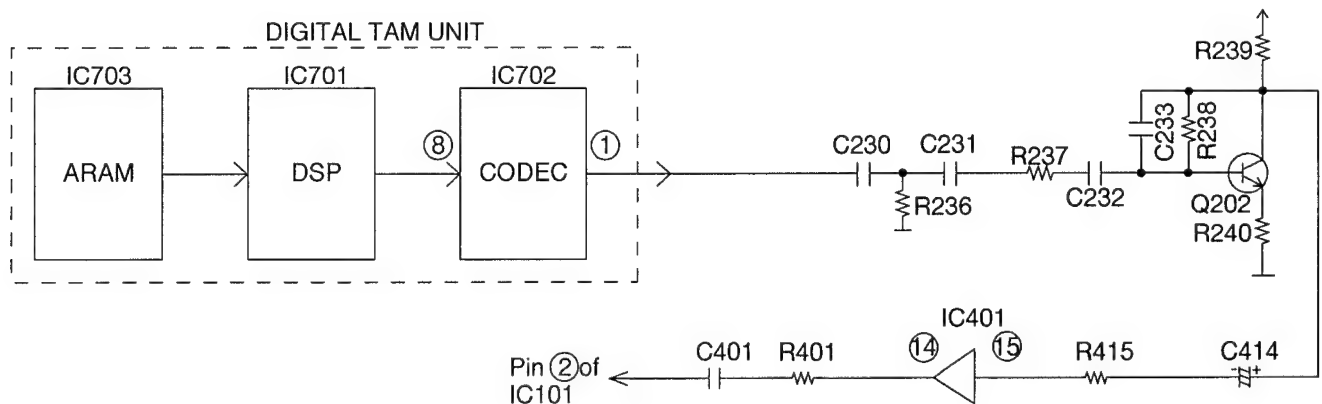 DIGITAL TAM UNIT
IC703
IC701
IC702
ARAM
DSP
⑧
CODEC
①
C230
C231
R237
C232
R236
C233
R238
R239
Q202
R240
IC401
Pin ② of
IC101
C401
R401
⑭
⑮
R415
C414
- +